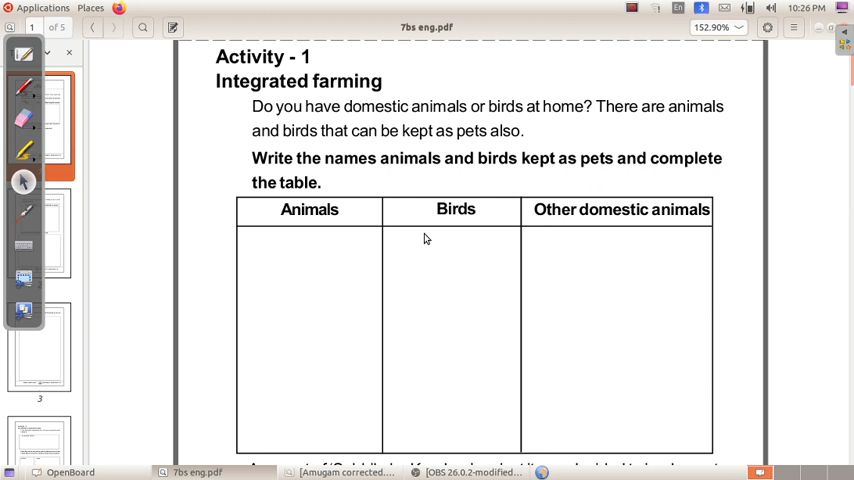 Applications Places En 10:26 PM
1 of 5 7bs eng.pdf 152.90%
Activity - 1
Integrated farming
Do you have domestic animals or birds at home? There are animals
and birds that can be kept as pets also.
Write the names animals and birds kept as pets and complete
the table.
Animals Birds Other domestic animals
3
OpenBoard 7bs eng.pdf [Amugam corrected.... [OBS 26.0.2-modified...